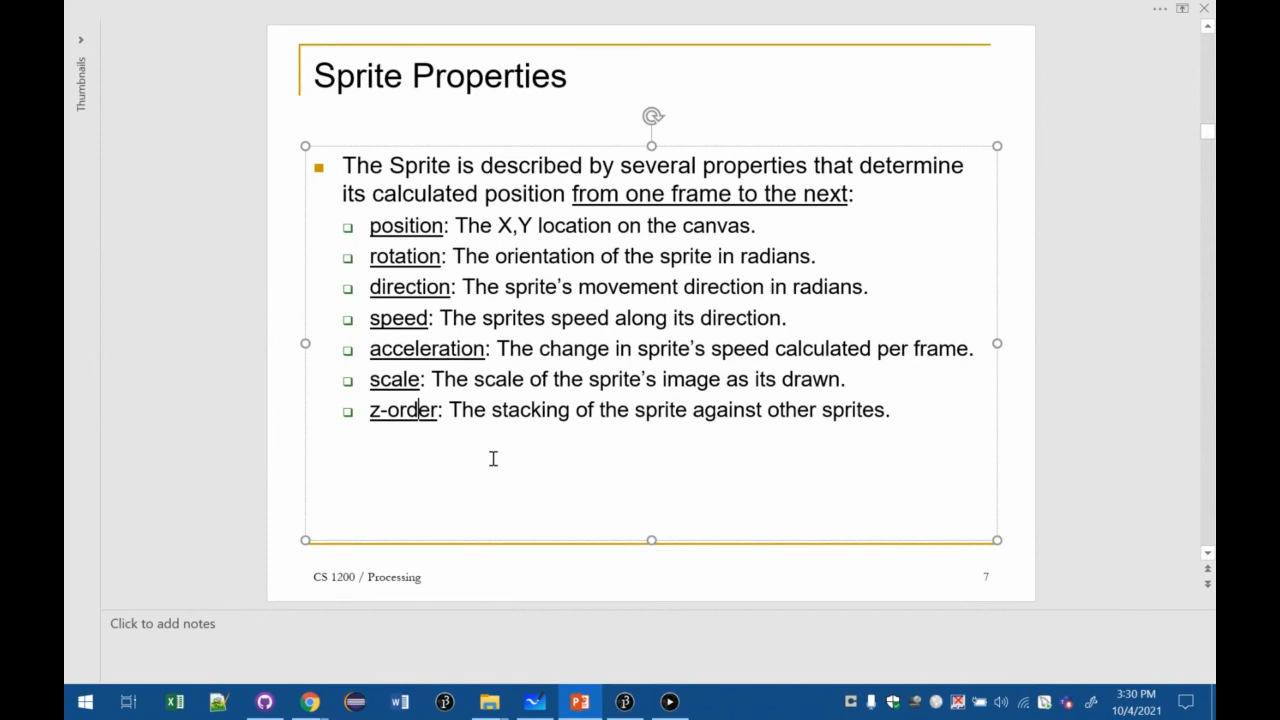 Thumbnails
Sprite Properties
The Sprite is described by several properties that determine
its calculated position from one frame to the next:
position: The X,Y location on the canvas.
rotation: The orientation of the sprite in radians.
direction: The sprite’s movement direction in radians.
speed: The sprites speed along its direction.
acceleration: The change in sprite’s speed calculated per frame.
scale: The scale of the sprite’s image as its drawn.
z-order: The stacking of the sprite against other sprites.
CS 1200 / Processing
7
Click to add notes
3:30 PM
10/4/2021